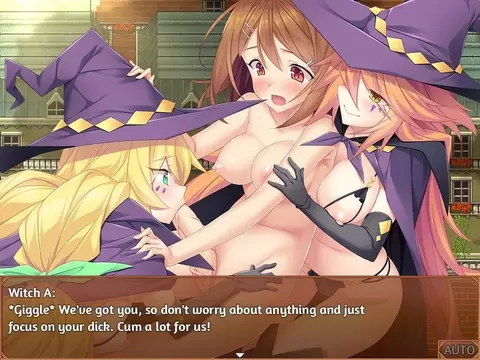 Witch A:
*Giggle* We've got you, so don't worry about anything and just
focus on your dick. Cum a lot for us!
AUTO